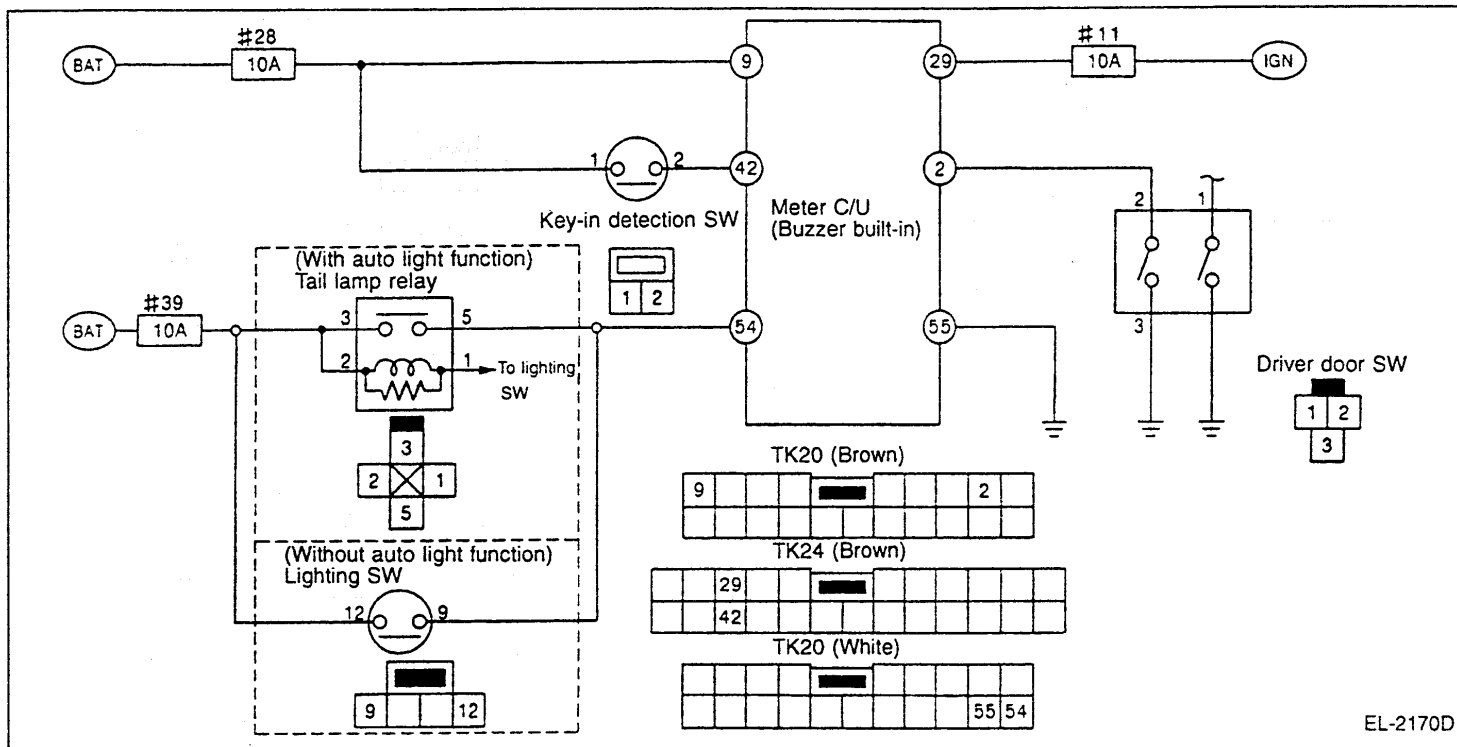 #28
#11
BAT
10A
9
29
10A
IGN
1
2
42
2
Key-in detection SW
Meter C/U
(Buzzer built-in)
2
1
(With auto light function)
Tail lamp relay
1
2
#39
BAT
10A
3
5
54
55
3
2
1
To lighting
SW
Driver door SW
1
2
3
3
2
1
5
TK20 (Brown)
9
2
(Without auto light function)
Lighting SW
TK24 (Brown)
29
42
12
9
TK20 (White)
9
12
55
54
EL-2170D